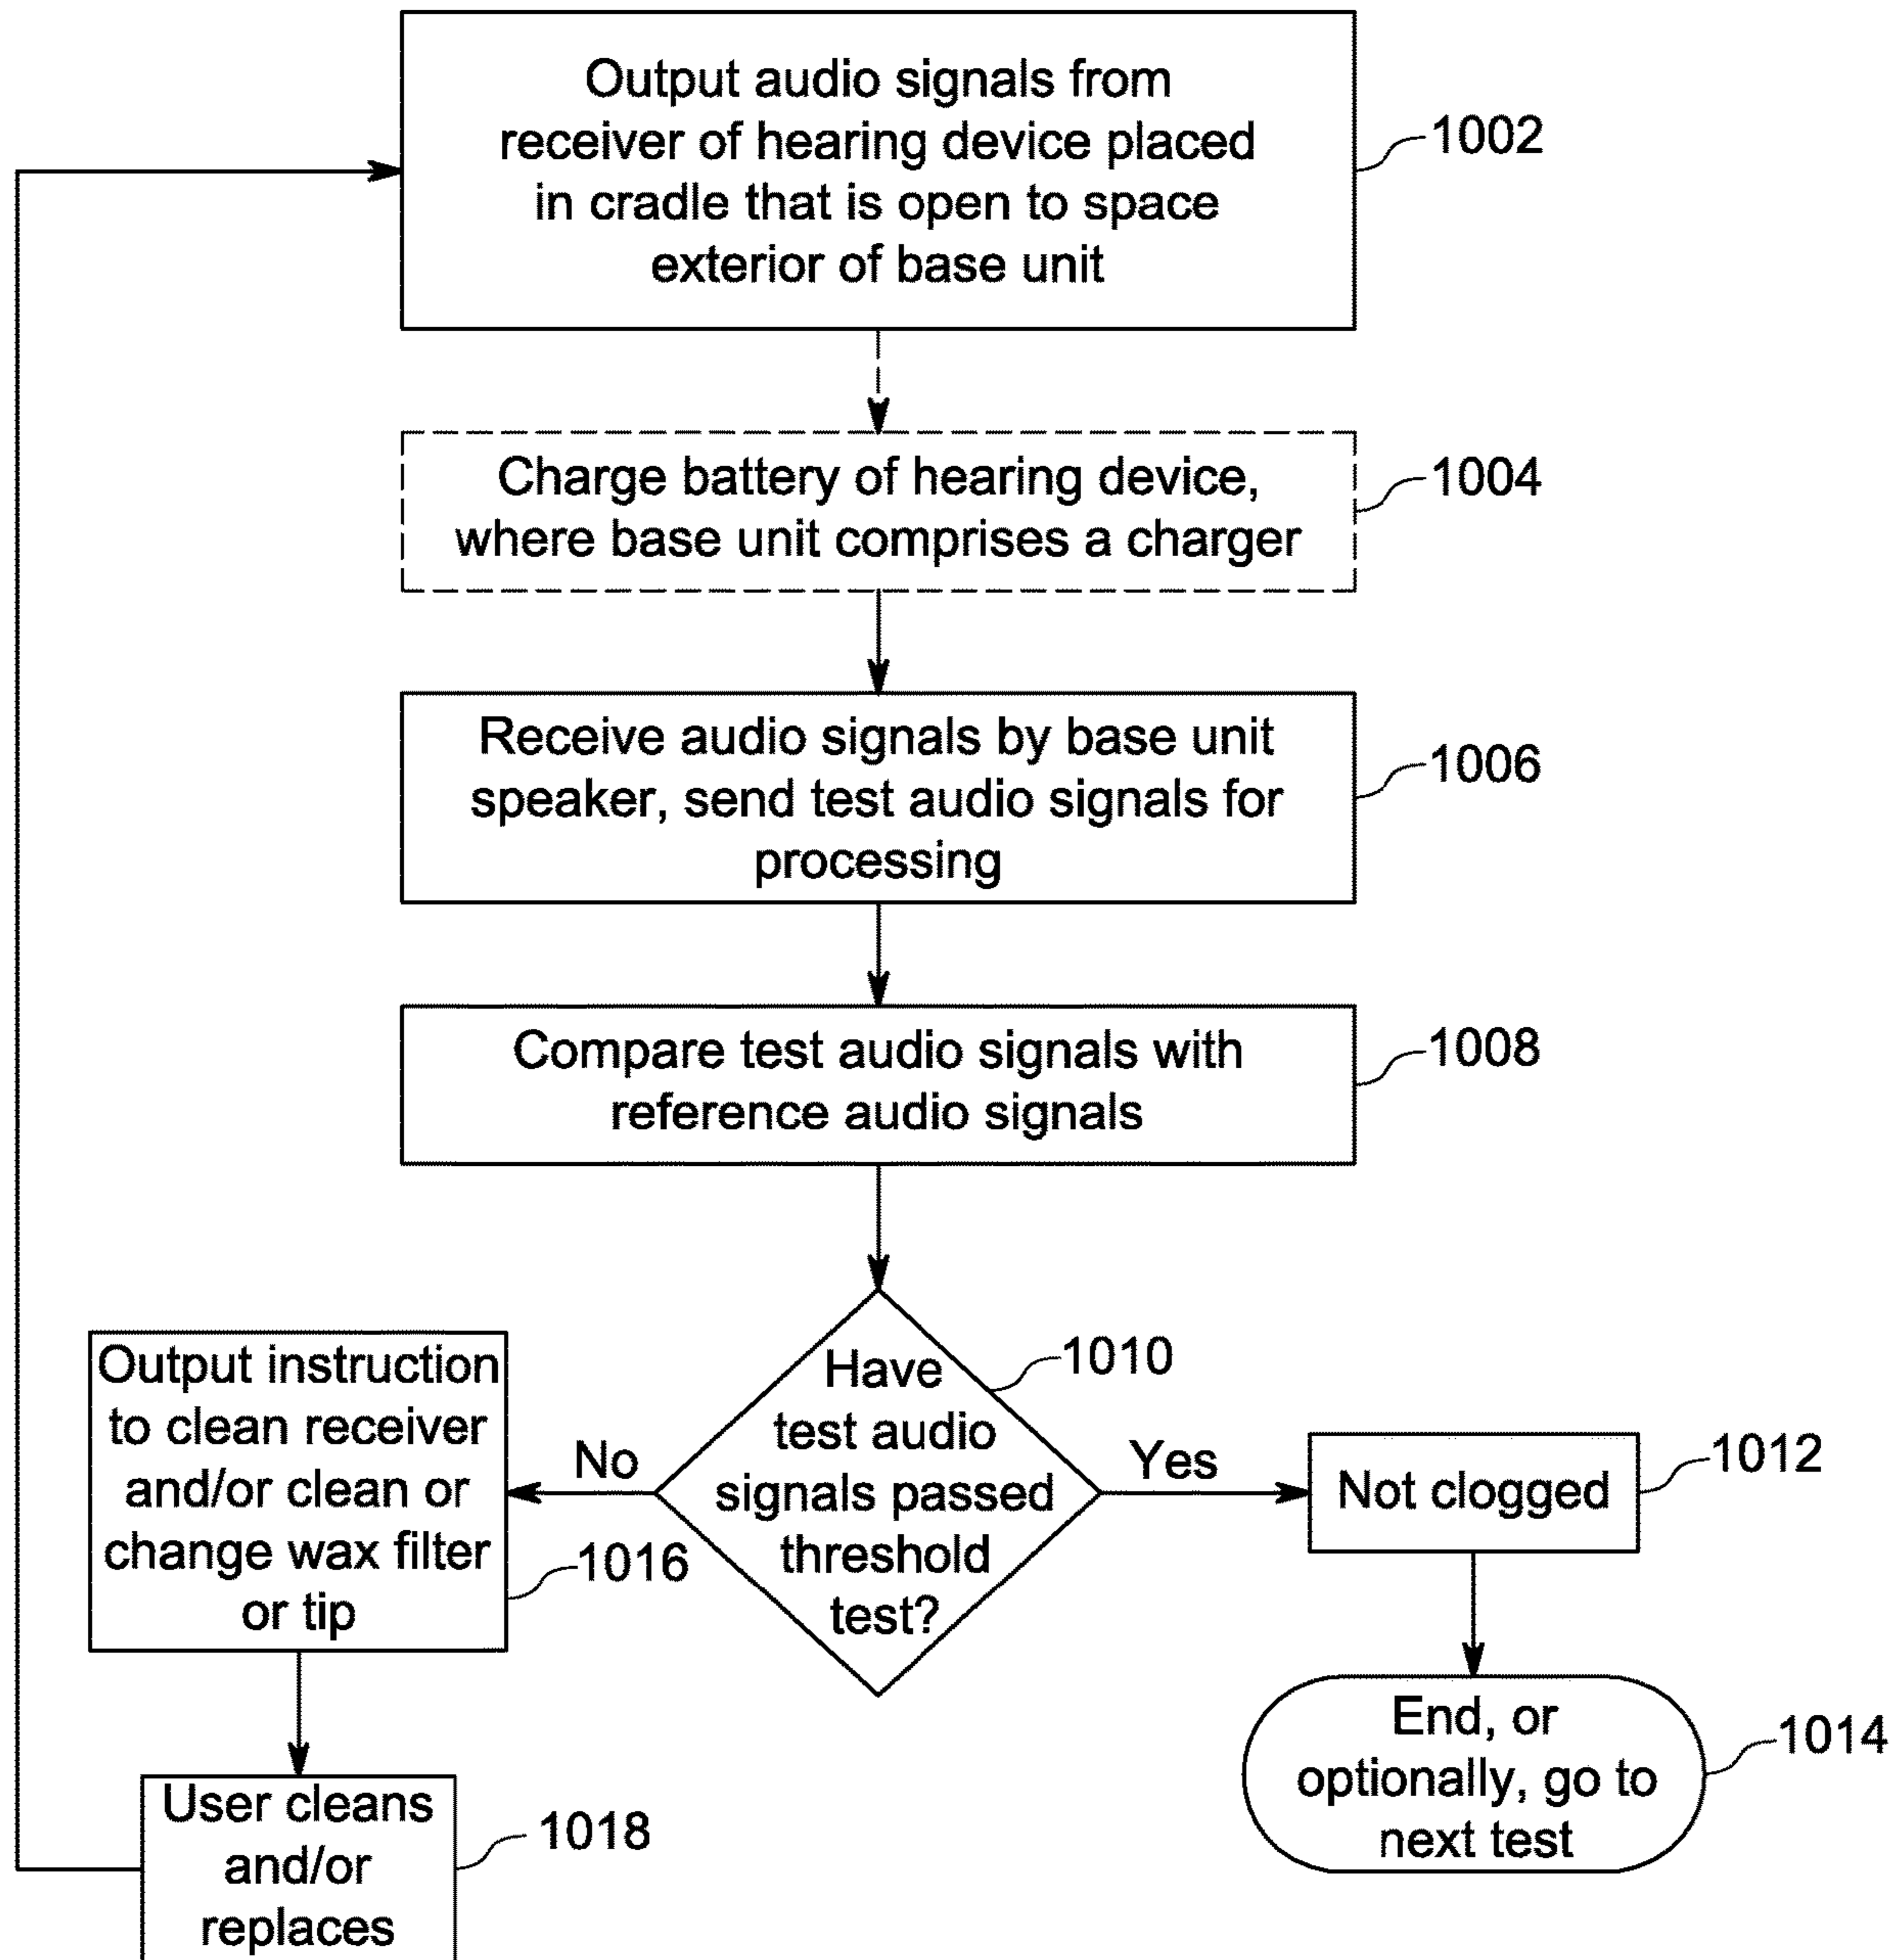 Output audio signals from
receiver of hearing device placed
in cradle that is open to space
exterior of base unit
1002
Charge battery of hearing device,
where base unit comprises a charger
1004
Receive audio signals by base unit
speaker, send test audio signals for
processing
1006
Compare test audio signals with
reference audio signals
1008
Have
test audio
signals passed
threshold
test?
1010
No
Yes
Output instruction
to clean receiver
and/or clean or
change wax filter
or tip
1016
Not clogged
1012
User cleans
and/or
replaces
1018
End, or
optionally, go to
next test
1014